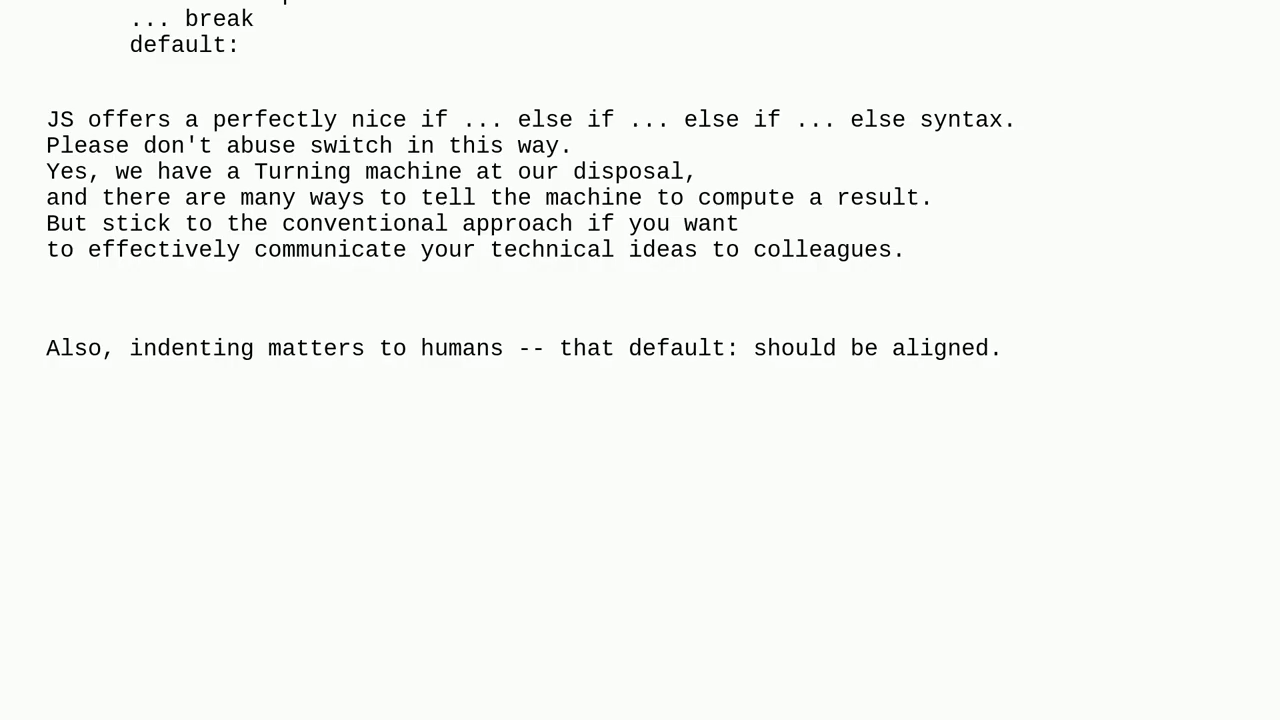 ... break
default:
JS offers a perfectly nice if ... else if ... else if ... else syntax.
Please don't abuse switch in this way.
Yes, we have a Turning machine at our disposal,
and there are many ways to tell the machine to compute a result.
But stick to the conventional approach if you want
to effectively communicate your technical ideas to colleagues.
Also, indenting matters to humans -- that default: should be aligned.